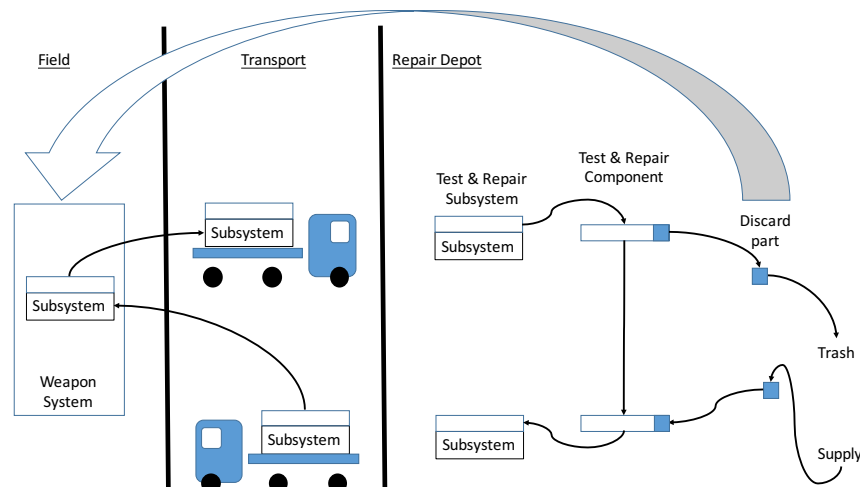 Field
Transport
Repair Depot
Test & Repair
Component
Test & Repair
Subsystem
Subsystem
Subsystem
Discard
part
Subsystem
Trash
Weapon
System
Subsystem
Subsystem
Supply